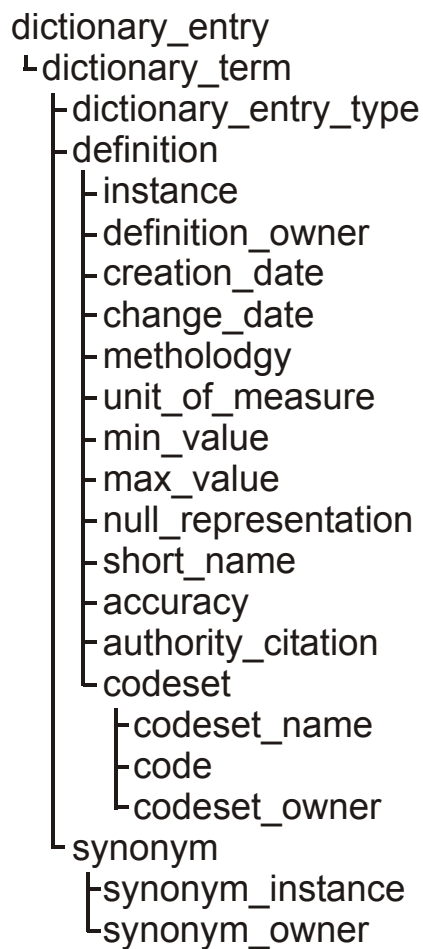 dictionary_entry
dictionary_term
dictionary_entry_type
definition
instance
definition_owner
creation_date
change_date
metholodgy
unit_of_measure
min_value
max_value
null_representation
short_name
accuracy
authority_citation
codeset
codeset_name
code
codeset_owner
synonym
synonym_instance
synonym_owner